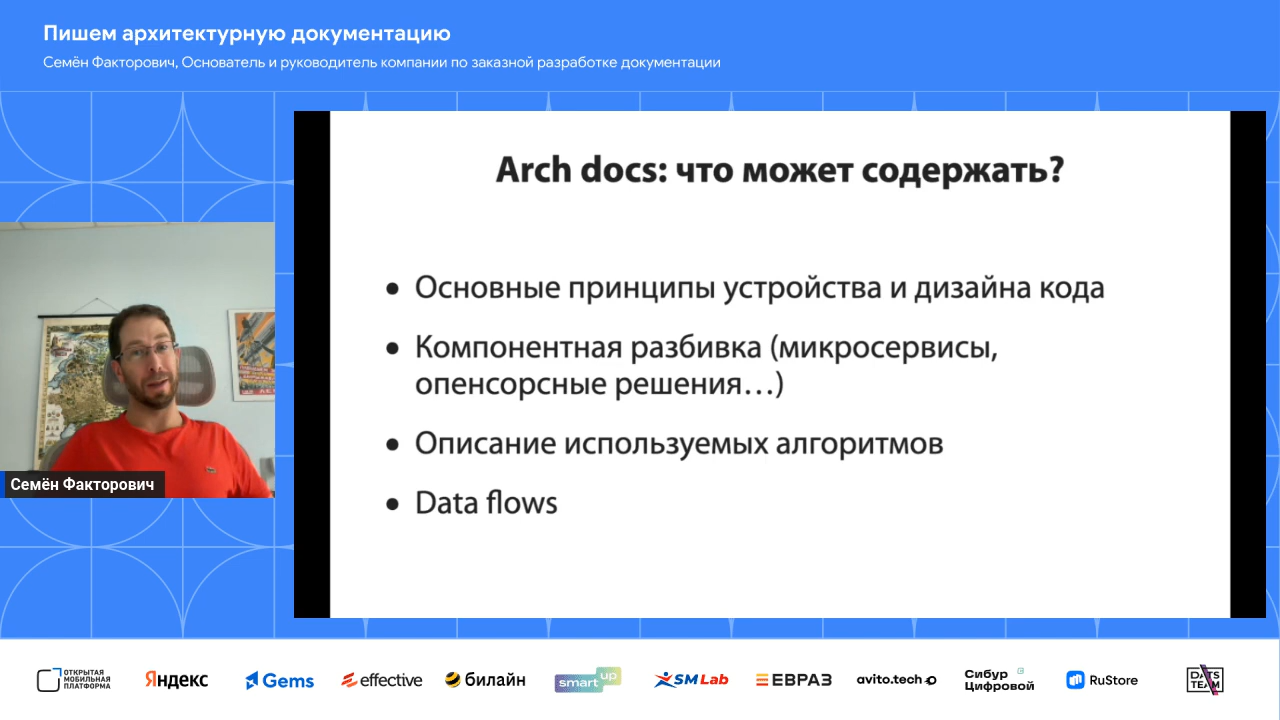 Пишем архитектурную документацию
Семён Факторович, Основатель и руководитель компании по заказной разработке документации
Arch docs: что может содержать?
• Основные принципы устройства и дизайна кода
• Компонентная разбивка (микросервисы,
опенсорсные решения...)
• Описание используемых алгоритмов
• Data flows
Семён Факторович
ОТКРЫТАЯ
МОБИЛЬНАЯ
ПЛАТФОРМА
Яндекс
Gems
effective
билайн
smart up
SM Lab
ЕВРАЗ
avito.tech
Сибур
Цифровой
RuStore
DATS
TEAM